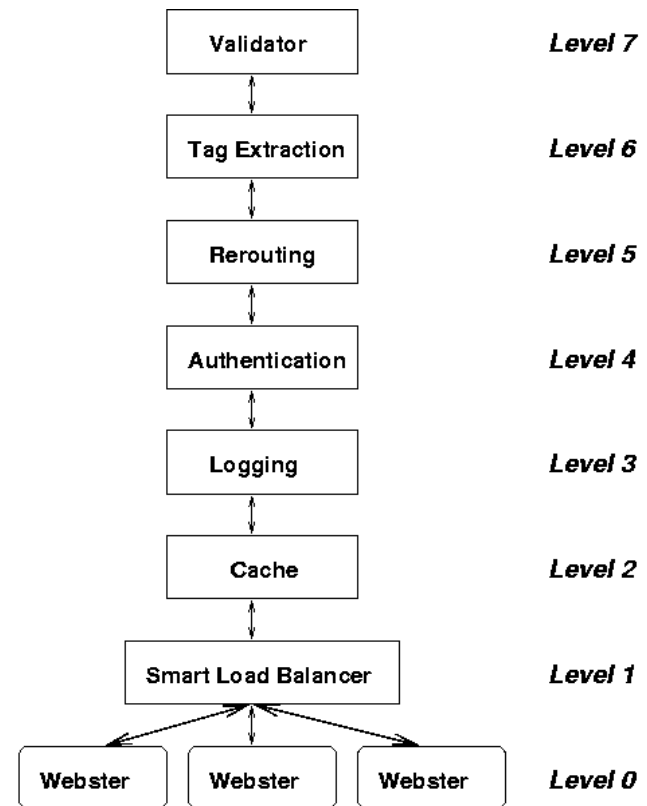 Validator Level 7
Tag Extraction Level 6
Rerouting Level 5
Authentication Level 4
Logging Level 3
Cache Level 2
Smart Load Balancer Level 1
Webster Webster Webster Level 0